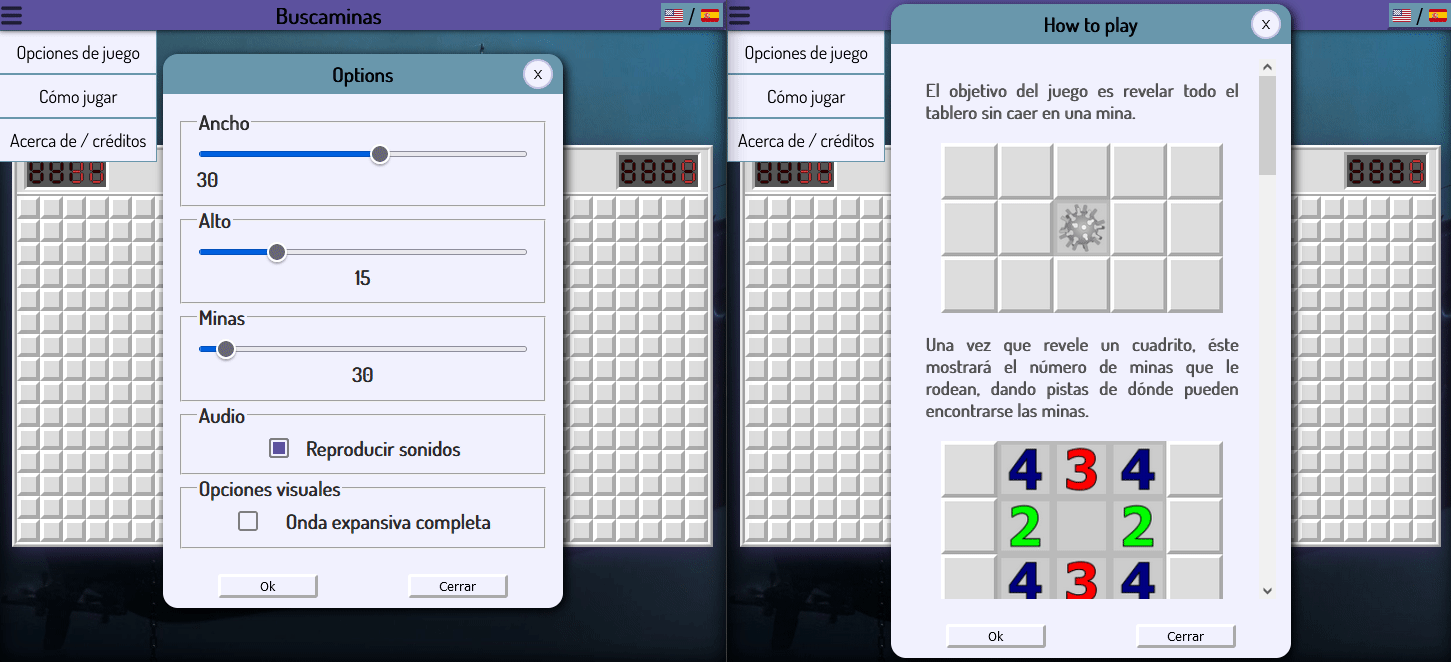 Buscaminas
/
Opciones de juego
Cómo jugar
Acerca de / créditos
Options
X
Ancho
30
Alto
15
Minas
30
Audio
Reproducir sonidos
Opciones visuales
Onda expansiva completa
Ok
Cerrar
/
Opciones de juego
Cómo jugar
Acerca de / créditos
How to play
X
El objetivo del juego es revelar todo el
tablero sin caer en una mina.
Una vez que revele un cuadrito, éste
mostrará el número de minas que le
rodean, dando pistas de dónde pueden
encontrarse las minas.
4 3 4
2 2
4 3 4
Ok
Cerrar